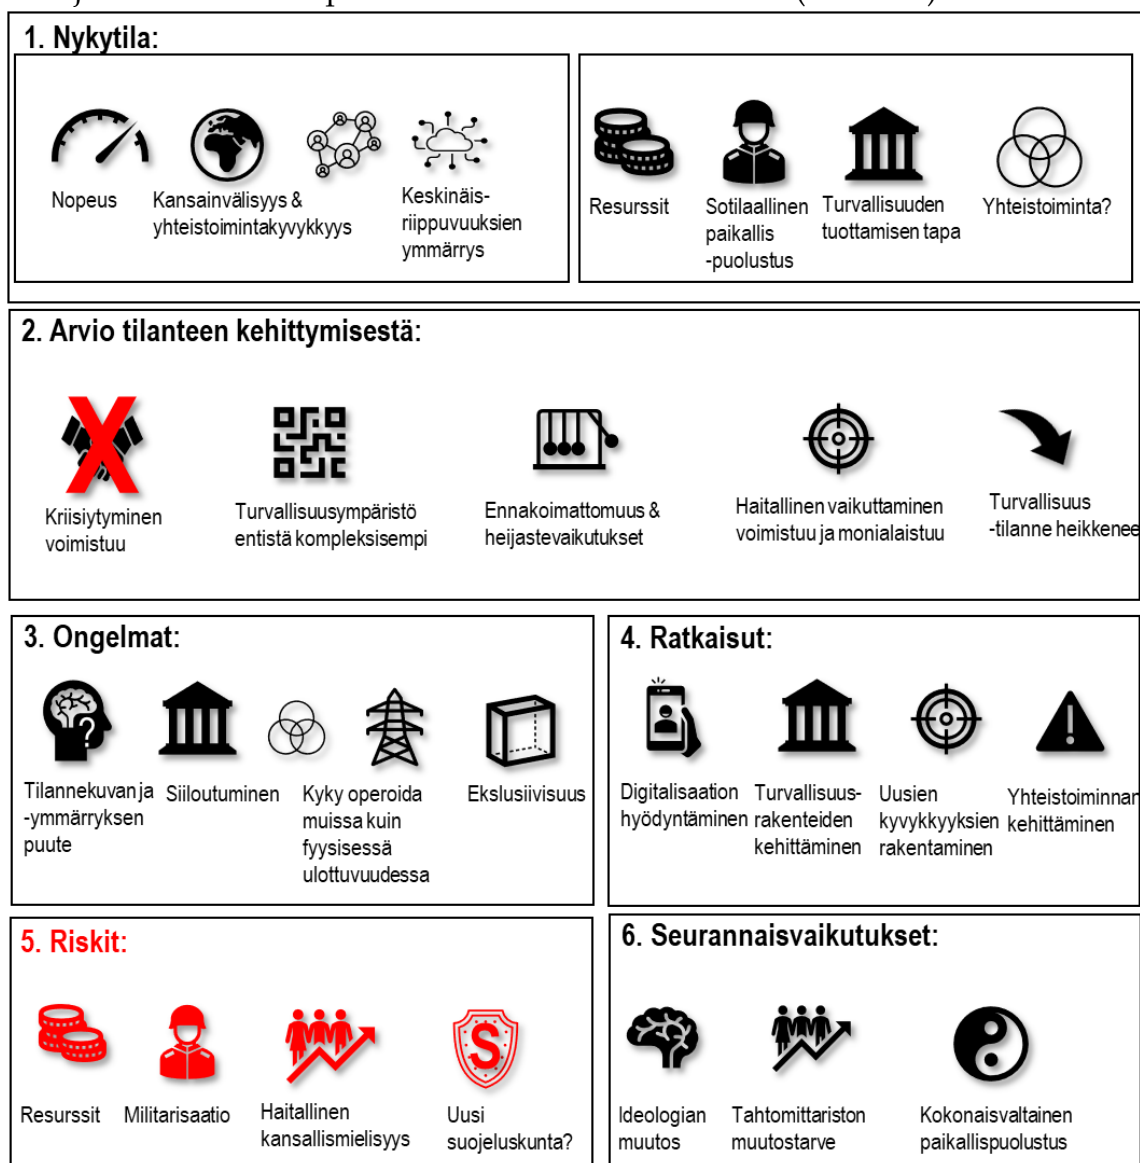 1. Nykytila:
Nopeus
Kansainvälisyys &
yhteistoimintakyvykkyys
Keskinäis-
riippuvuuksien
ymmärrys
Resurssit
Sotilaallinen
paikallis
-puolustus
Turvallisuuden
tuottamisen tapa
Yhteistoiminta?
2. Arvio tilanteen kehittymisestä:
Kriisiytyminen
voimistuu
Turvallisuusympäristö
entistä kompleksisempi
Ennakoimattomuus &
heijastevaikutukset
Haitallinen vaikuttaminen
voimistuu ja monialaistuu
Turvallisuus
-tilanne heikkenee
3. Ongelmat:
?
Tilannekuvan ja
-ymmärryksen
puute
Siiloutuminen
Kyky operoida
muissa kuin
fyysisessä
ulottuvuudessa
Ekslusiivisuus
4. Ratkaisut:
Digitalisaation
hyödyntäminen
Turvallisuus-
rakenteiden
kehittäminen
Uusien
kyvykkyyksien
rakentaminen
Yhteistoiminnan
kehittäminen
5. Riskit:
S
Resurssit
Militarisaatio
Haitallinen
kansallismielisyys
Uusi
suojeluskunta?
6. Seurannaisvaikutukset:
Ideologian
muutos
Tahtomittariston
muutostarve
Kokonaisvaltainen
paikallispuolustus